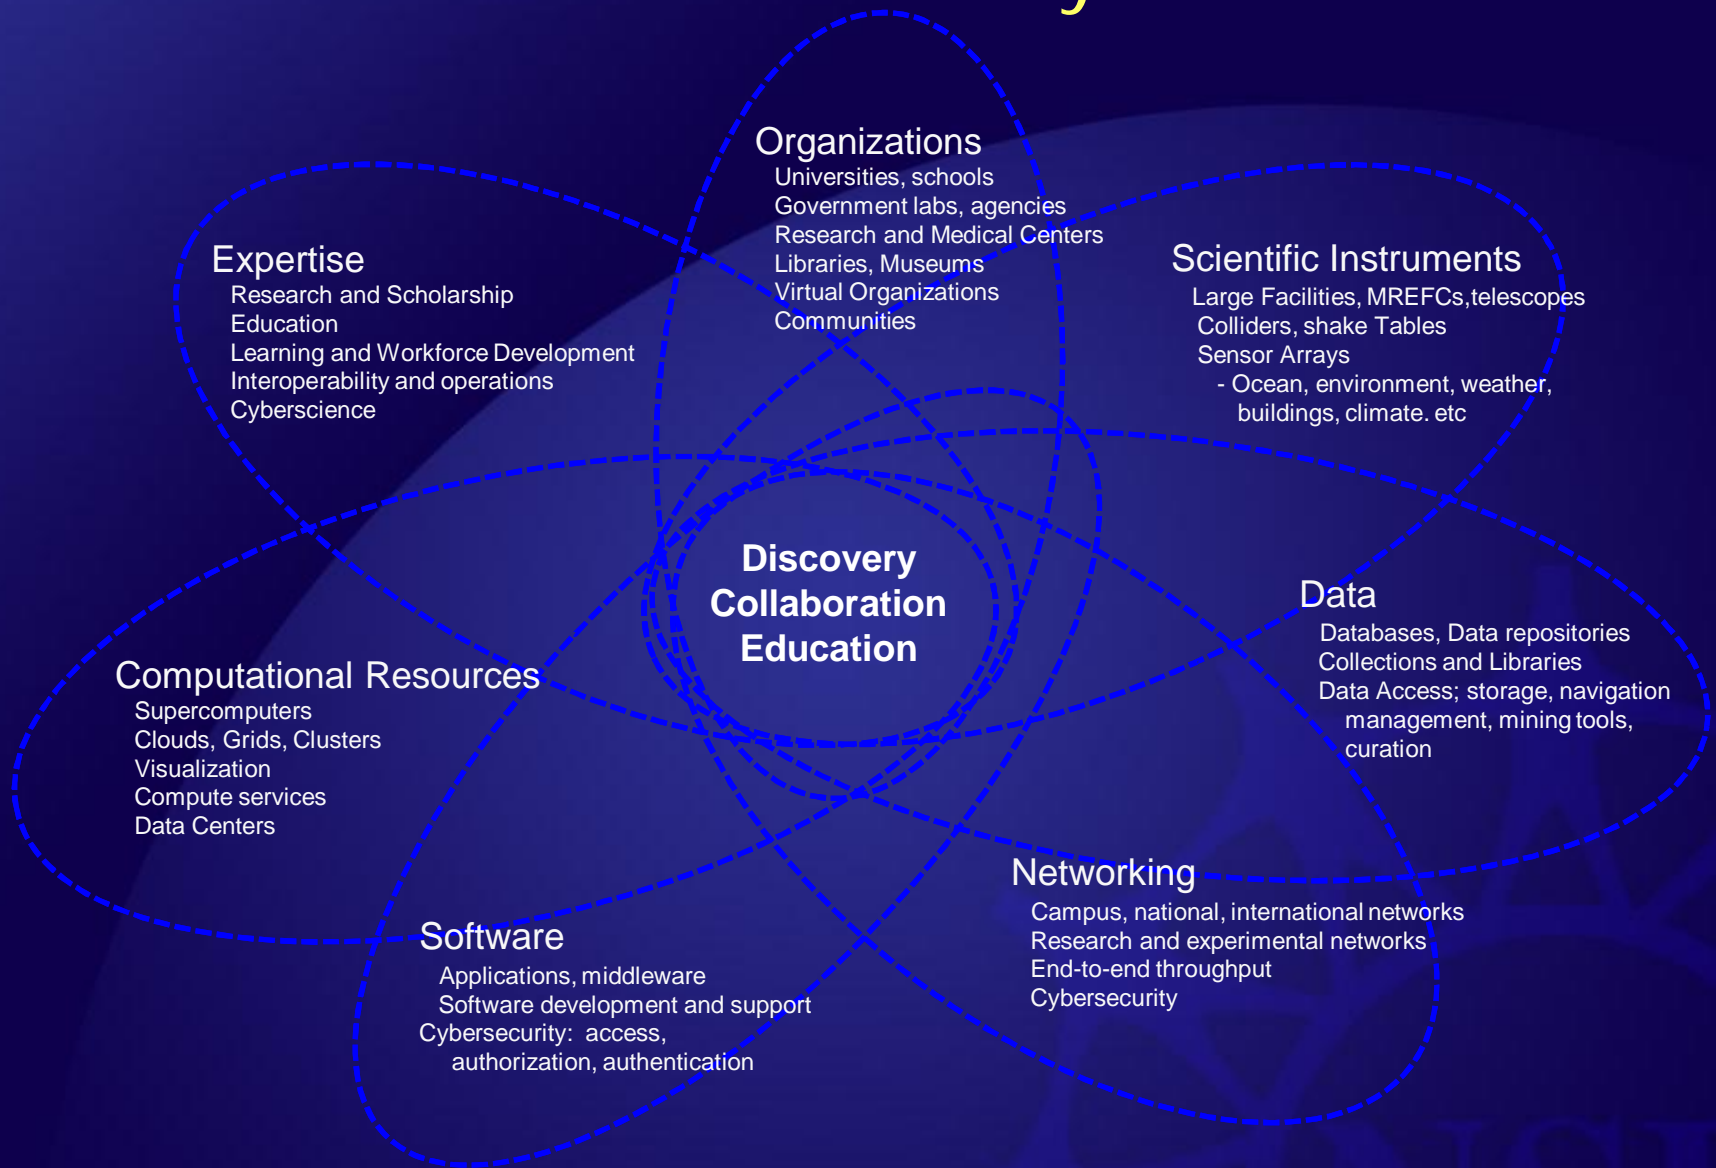 Organizations
Universities, schools
Government labs, agencies
Research and Medical Centers
Libraries, Museums
Virtual Organizations
Communities
Expertise
Research and Scholarship
Education
Learning and Workforce Development
Interoperability and operations
Cyberscience
Scientific Instruments
Large Facilities, MREFCs,telescopes
Colliders, shake Tables
Sensor Arrays
- Ocean, environment, weather,
buildings, climate. etc
Discovery
Collaboration
Education
Data
Databases, Data repositories
Collections and Libraries
Data Access; storage, navigation
management, mining tools,
curation
Computational Resources
Supercomputers
Clouds, Grids, Clusters
Visualization
Compute services
Data Centers
Networking
Campus, national, international networks
Research and experimental networks
End-to-end throughput
Cybersecurity
Software
Applications, middleware
Software development and support
Cybersecurity:  access,
authorization, authentication